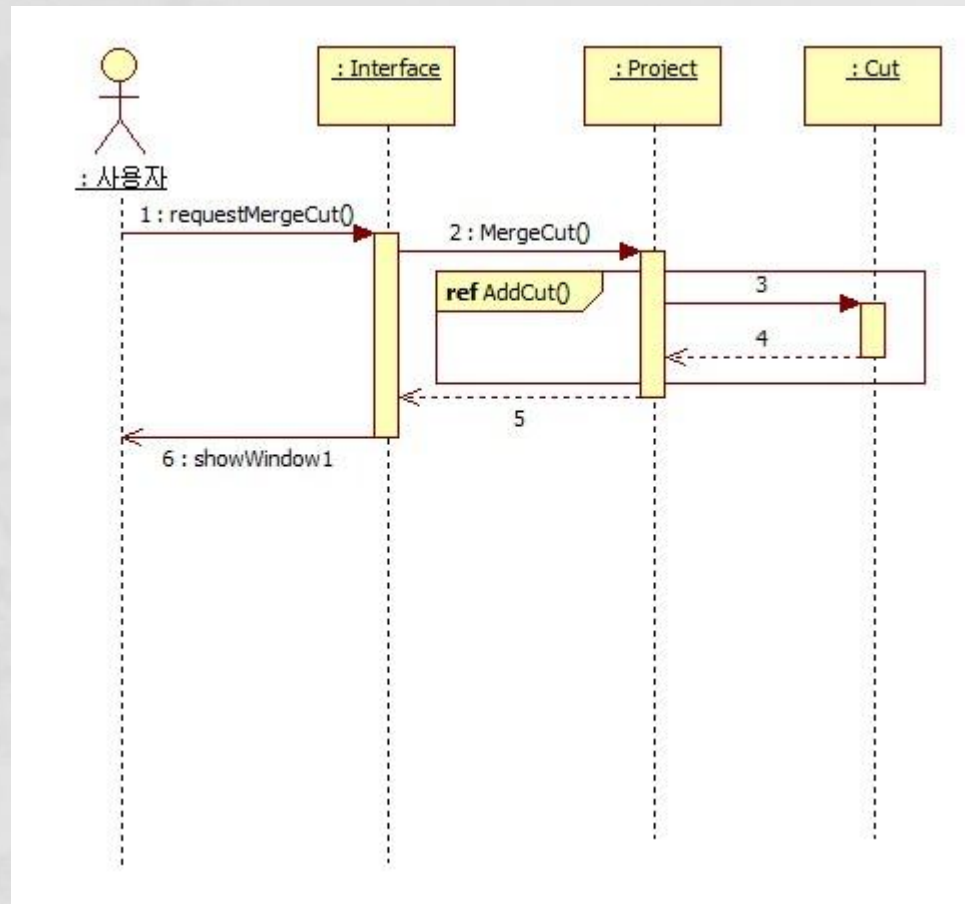 : Interface
: Project
: Cut
: 사용자
1 : requestMergeCut()
2 : MergeCut()
ref AddCut()
3
4
5
6 : showWindow1